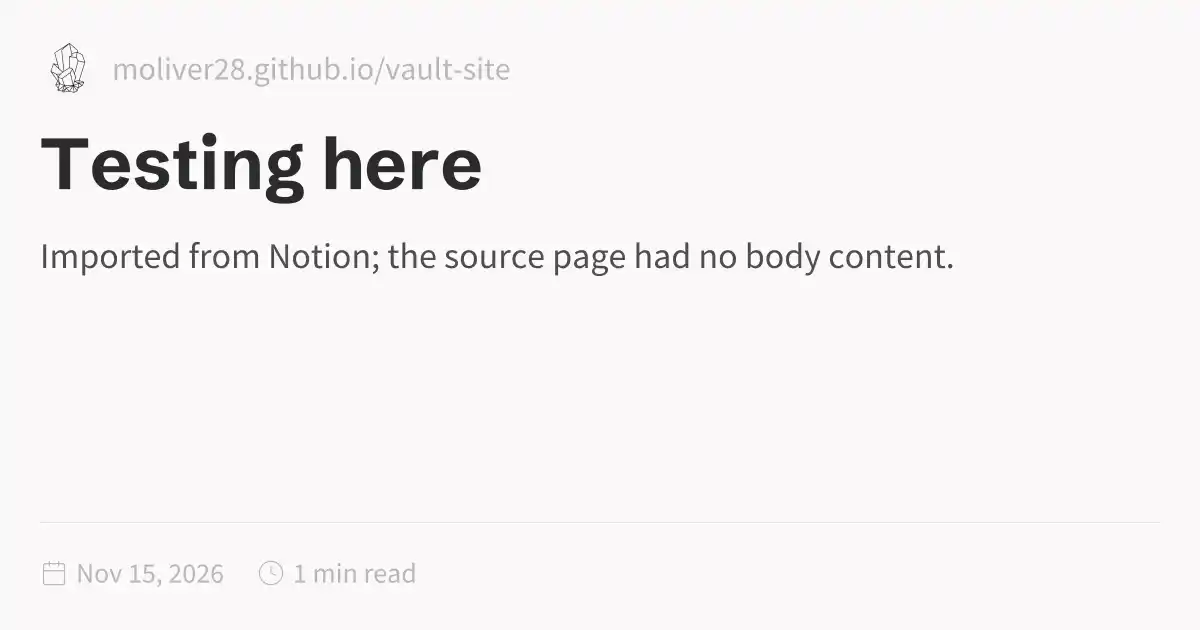 moliver28.github.io/vault-site
Testing here
Imported from Notion; the source page had no body content.
Nov 15, 2026 1 min read